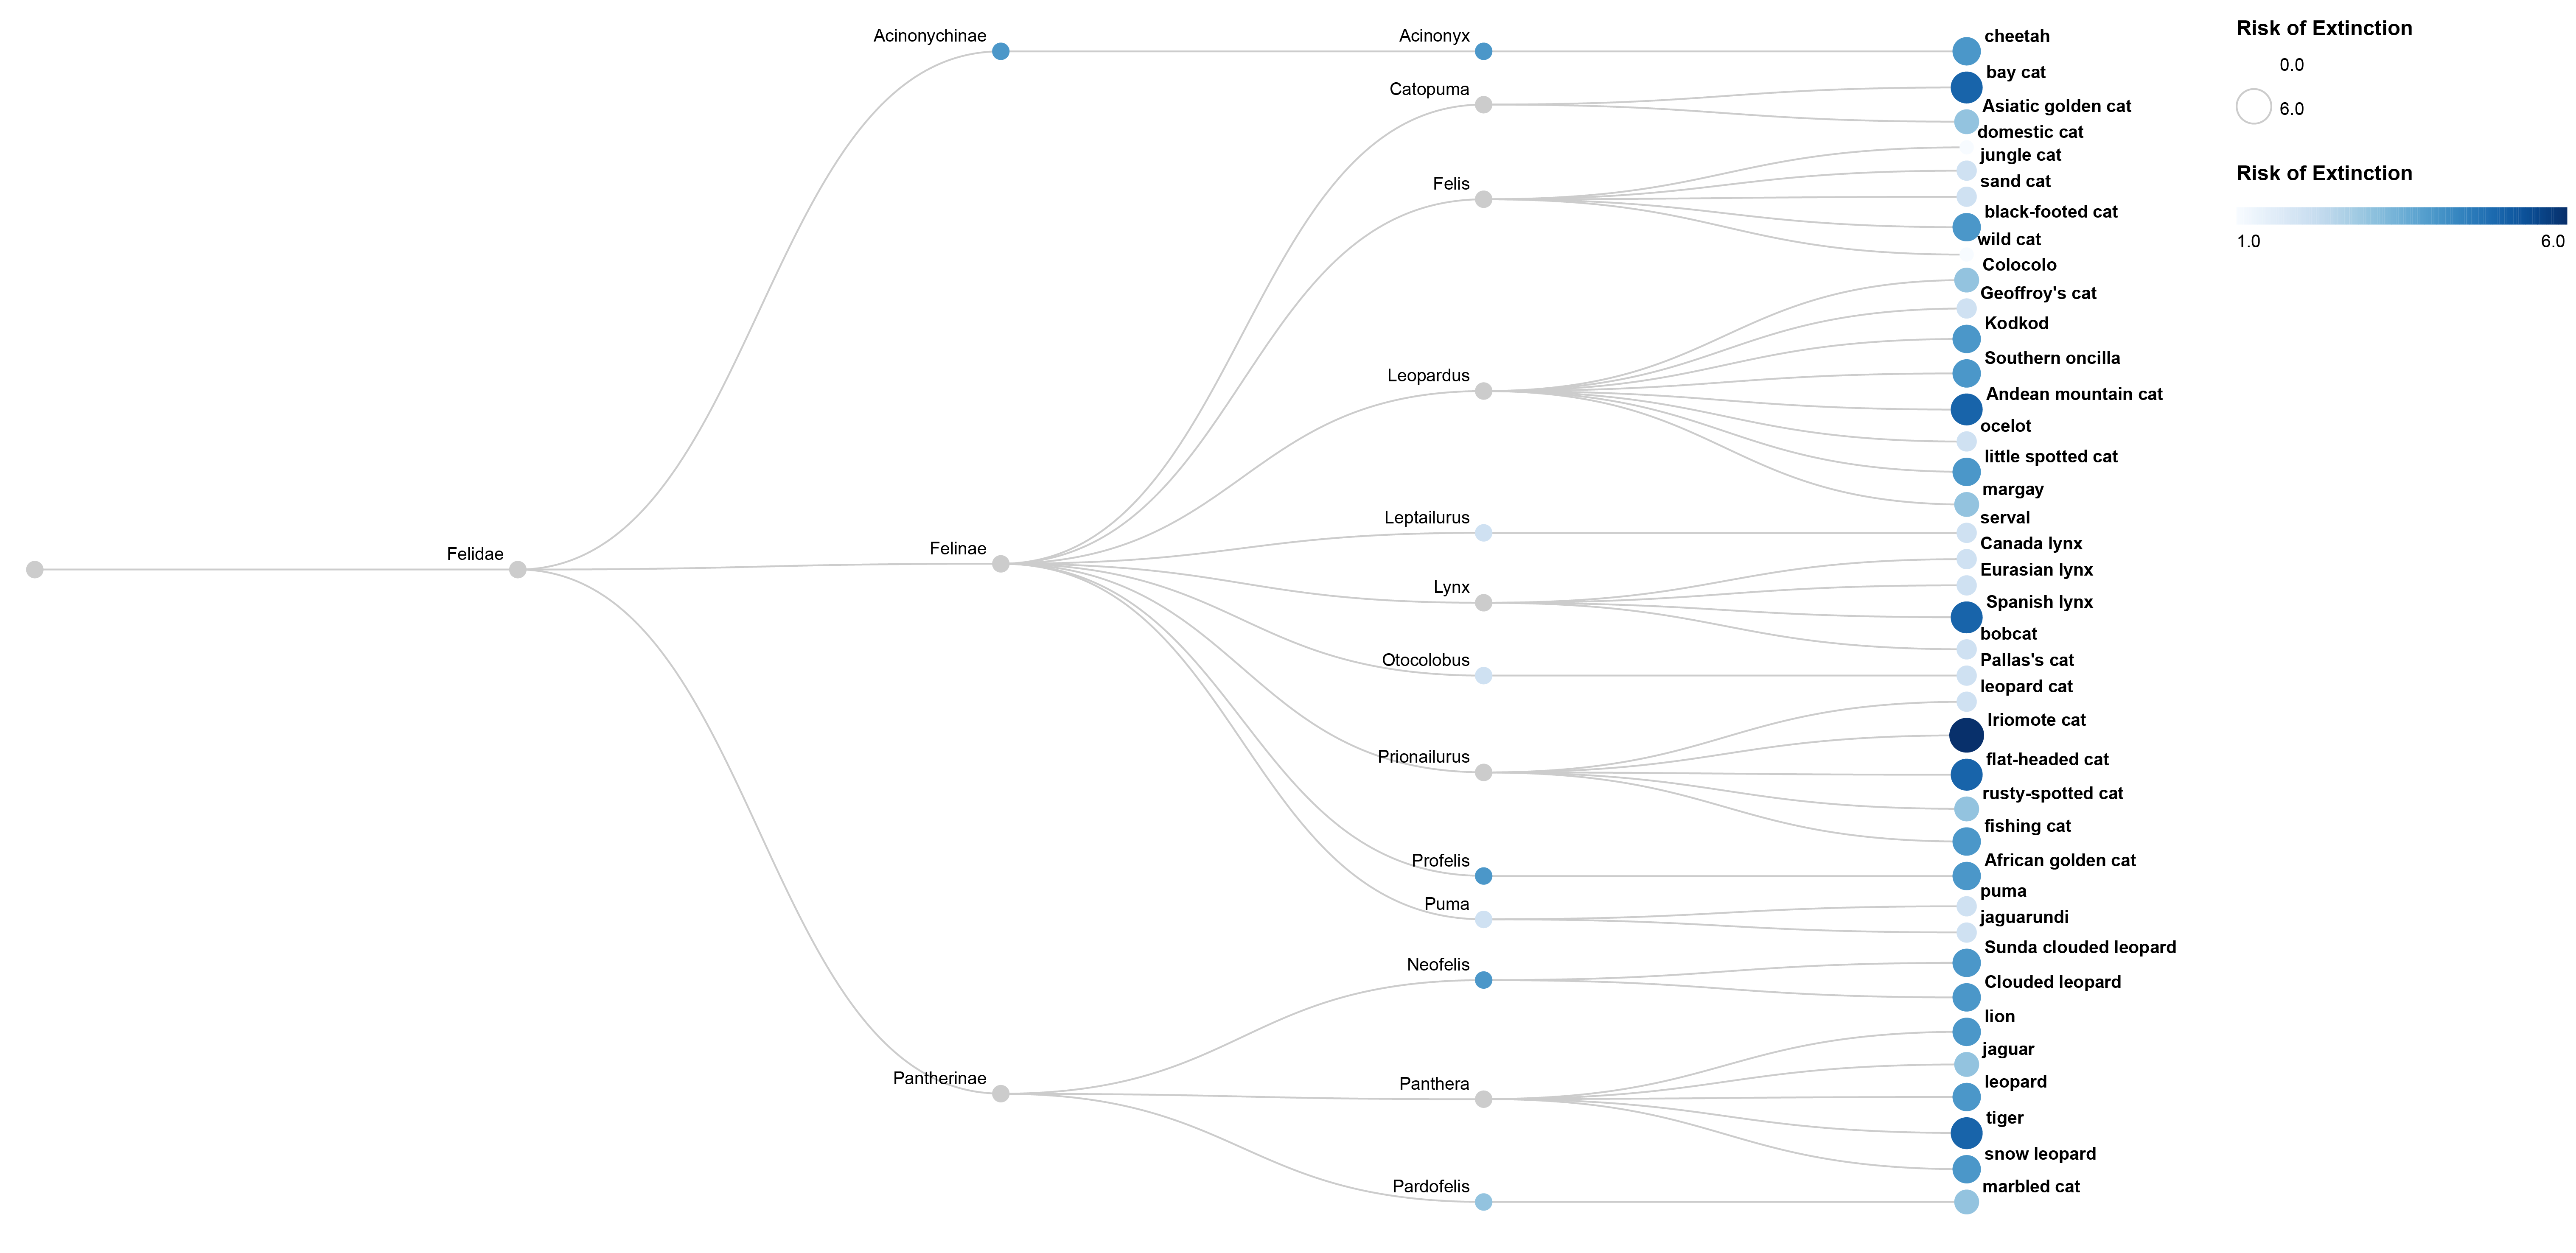 Felidae
Acinonychinae
Felinae
Pantherinae
Acinonyx
Catopuma
Felis
Leopardus
Leptailurus
Lynx
Otocolobus
Prionailurus
Profelis
Puma
Neofelis
Panthera
Pardofelis
cheetah
bay cat
Asiatic golden cat
domestic cat
jungle cat
sand cat
black-footed cat
wild cat
Colocolo
Geoffroy's cat
Kodkod
Southern oncilla
Andean mountain cat
ocelot
little spotted cat
margay
serval
Canada lynx
Eurasian lynx
Spanish lynx
bobcat
Pallas's cat
leopard cat
Iriomote cat
flat-headed cat
rusty-spotted cat
fishing cat
African golden cat
puma
jaguarundi
Sunda clouded leopard
Clouded leopard
lion
jaguar
leopard
tiger
snow leopard
marbled cat
Risk of Extinction
0.0
6.0
Risk of Extinction
1.0 6.0